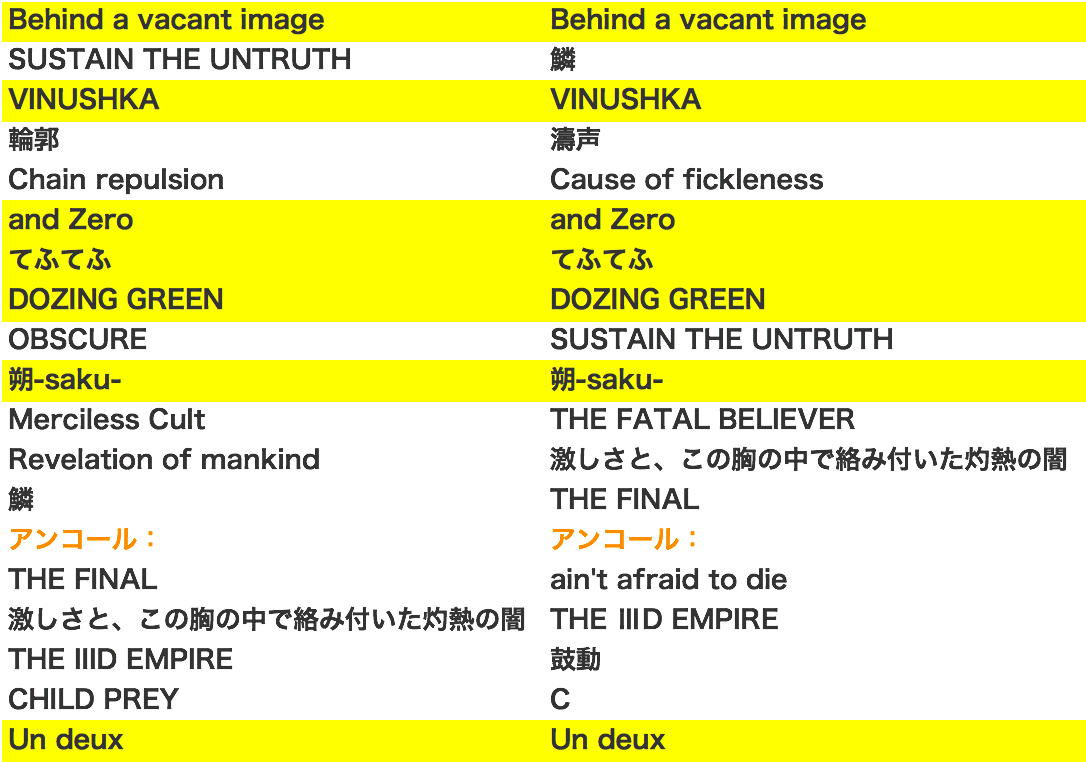 Behind a vacant image Behind a vacant image
SUSTAIN THE UNTRUTH 鱗
VINUSHKA VINUSHKA
輪郭 濤声
Chain repulsion Cause of fickleness
and Zero and Zero
てふてふ てふてふ
DOZING GREEN DOZING GREEN
OBSCURE SUSTAIN THE UNTRUTH
朔-saku- 朔-saku-
Merciless Cult THE FATAL BELIEVER
Revelation of mankind 激しさと、この胸の中で絡み付いた灼熱の闇
鱗 THE FINAL
アンコール： アンコール：
THE FINAL ain't afraid to die
激しさと、この胸の中で絡み付いた灼熱の闇 THE ⅢD EMPIRE
THE IIID EMPIRE 鼓動
CHILD PREY C
Un deux Un deux